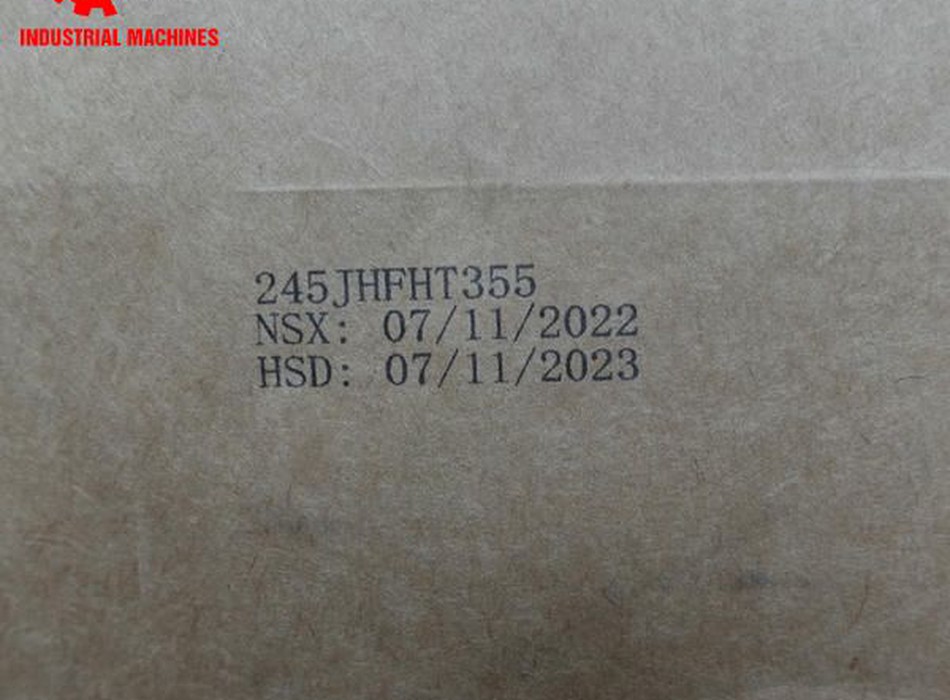 INDUSTRIAL MACHINES
245JHFHT355
NSX: 07/11/2022
HSD: 07/11/2023